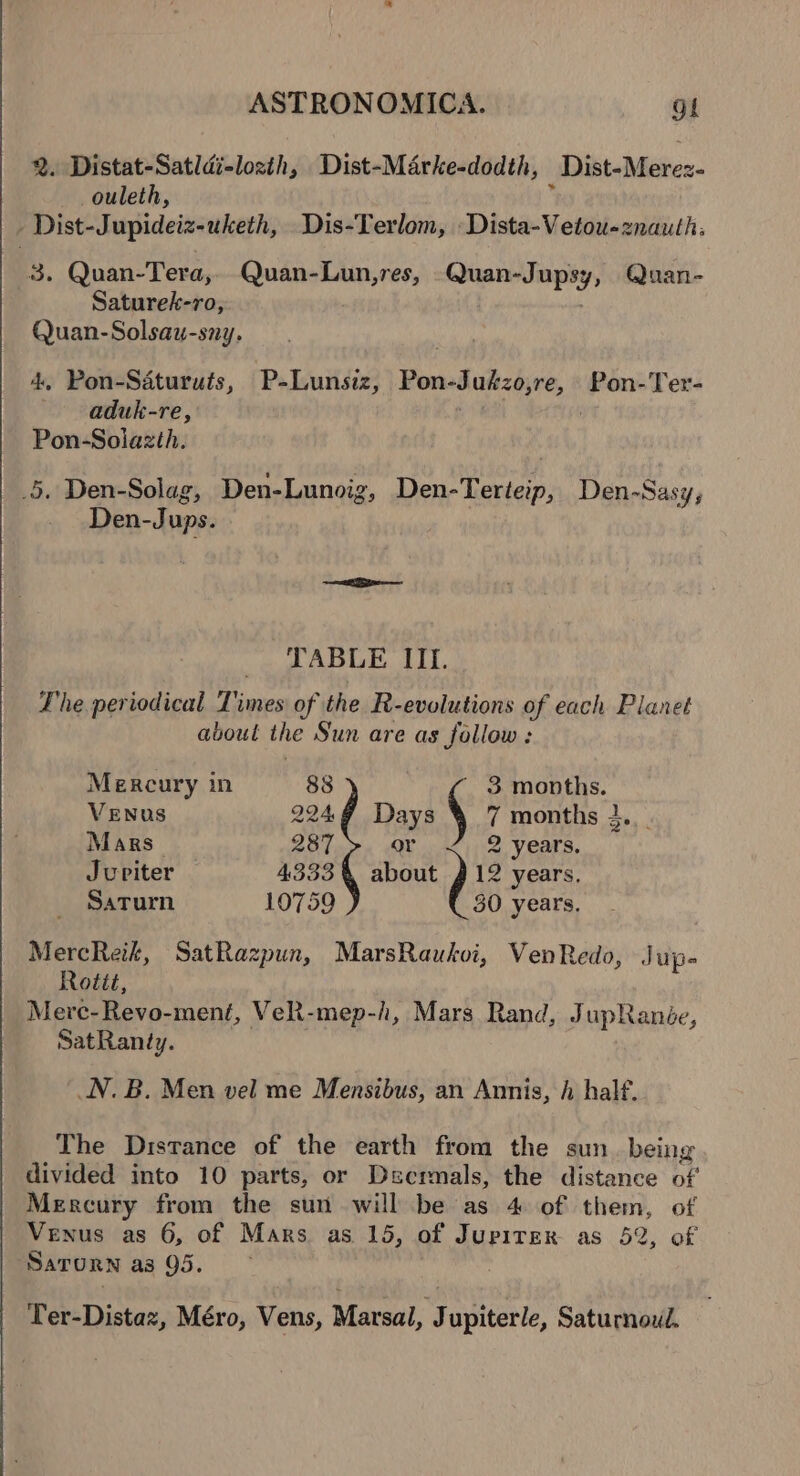 ASTRONOMICA. 91
2. Distat-Satldi-lozth, Dist-Márke-dodth, Dist-Merez-
ouleth,
Dist-Jupideiz-uketh, Dis-Terlom, Dista-Vetou-znauth.
3. Quan-Tera, Quan-Lun,res, Quan-Jupsy, Quan-
Saturek-ro,
Quan-Solsau-sny.
4. Pon-Sáturuts, P-Lunsiz, Pon-Jukzo,re, Pon-Ter-
aduk-re,
Pon-Solazth.
5. Den-Solag, Den-Lunoig, Den-Terteip, Den-Sasy,
Den-Jups.
TABLE III.
The periodical Times of the R-evolutions of each Planet
about the Sun are as follow:
Mercury in 88 3 months.
Venus 224 Days 7 months ½.
Mars 287 or 2 years.
Jupiter 4333 about 12 years.
Saturn 10759 30 years.
MercReik, SatRazpun, MarsRaukoi, VenRedo, Jup-
Rottt,
Merc-Revo-ment, VeR-mep-h, Mars Rand, JupRanbe,
SatRanty.
N. B. Men vel me Mensibus, an Annis, h half.
The Distance of the earth from the sun being
divided into 10 parts, or Decimals, the distance of
Mercury from the sun will be as 4 of them, of
Venus as 6, of Mars as 15, of Jupiter as 52, of
Saturn as 95.
Ter-Distaz, Méro, Vens, Marsal, Jupiterle, Saturnoul.